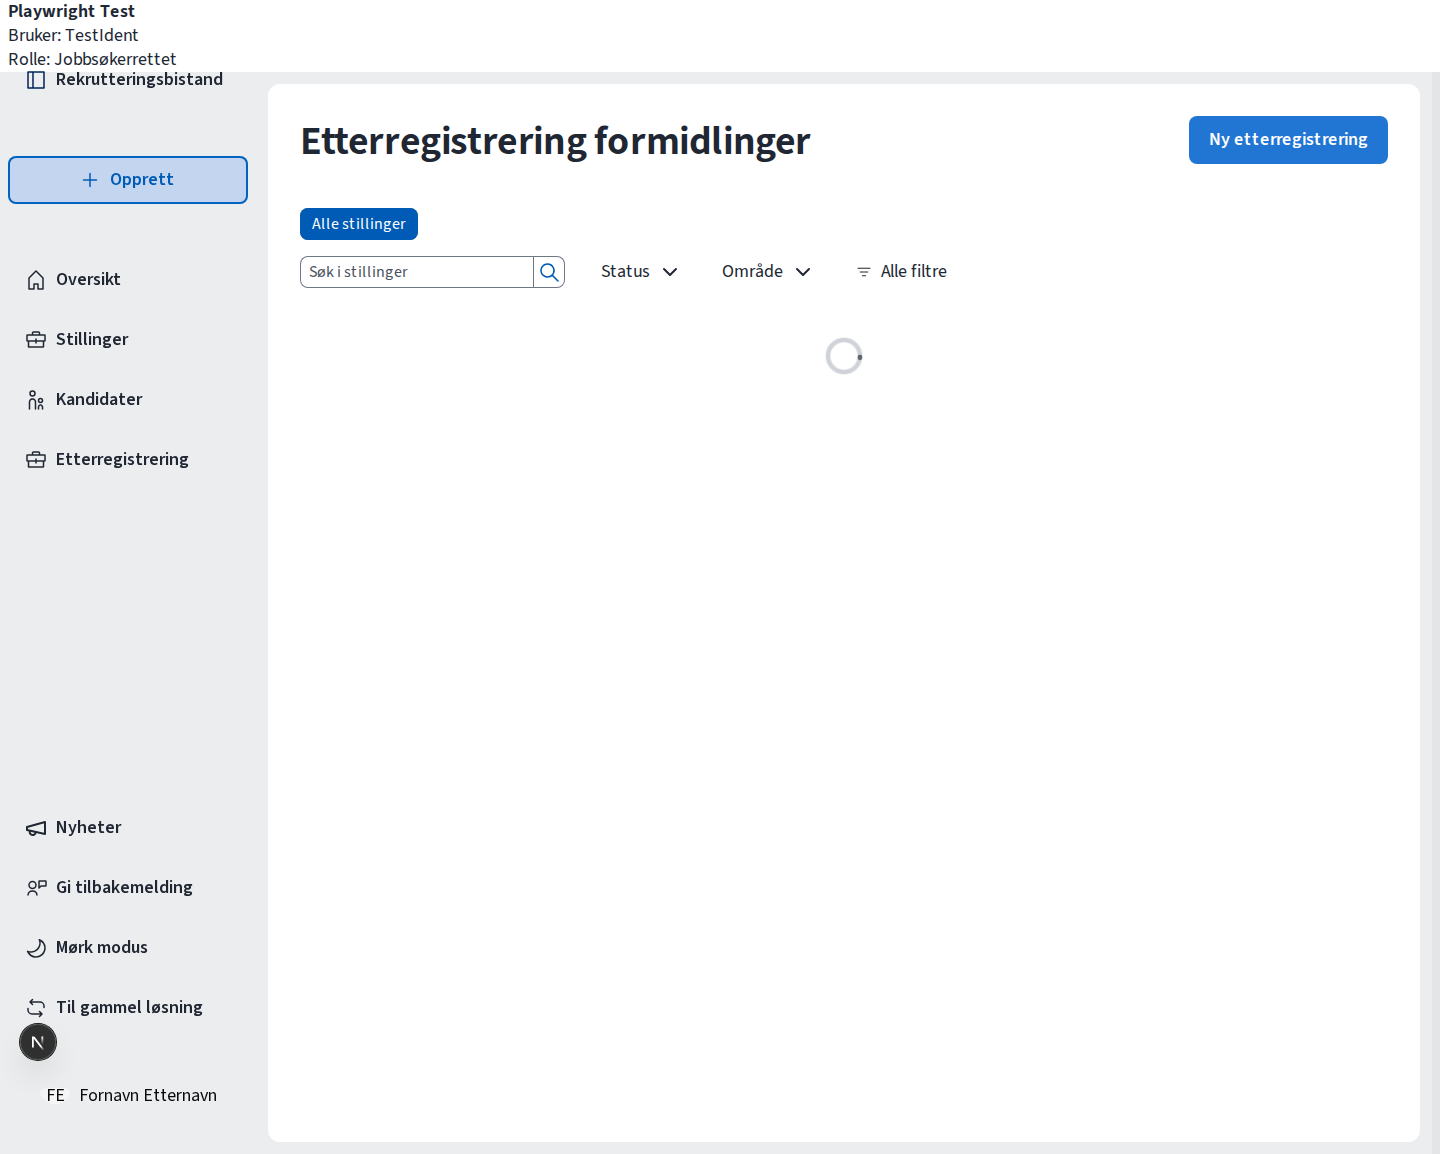 Playwright Test
Bruker: TestIdent
Rolle: Jobbsøkerrettet
Rekrutteringsbistand
Opprett
Oversikt
Stillinger
Kandidater
Etterregistrering
Nyheter
Gi tilbakemelding
Mørk modus
Til gammel løsning
N
FE Fornavn Etternavn
Etterregistrering formidlinger
Ny etterregistrering
Alle stillinger
Søk i stillinger
Status
Område
Alle filtre